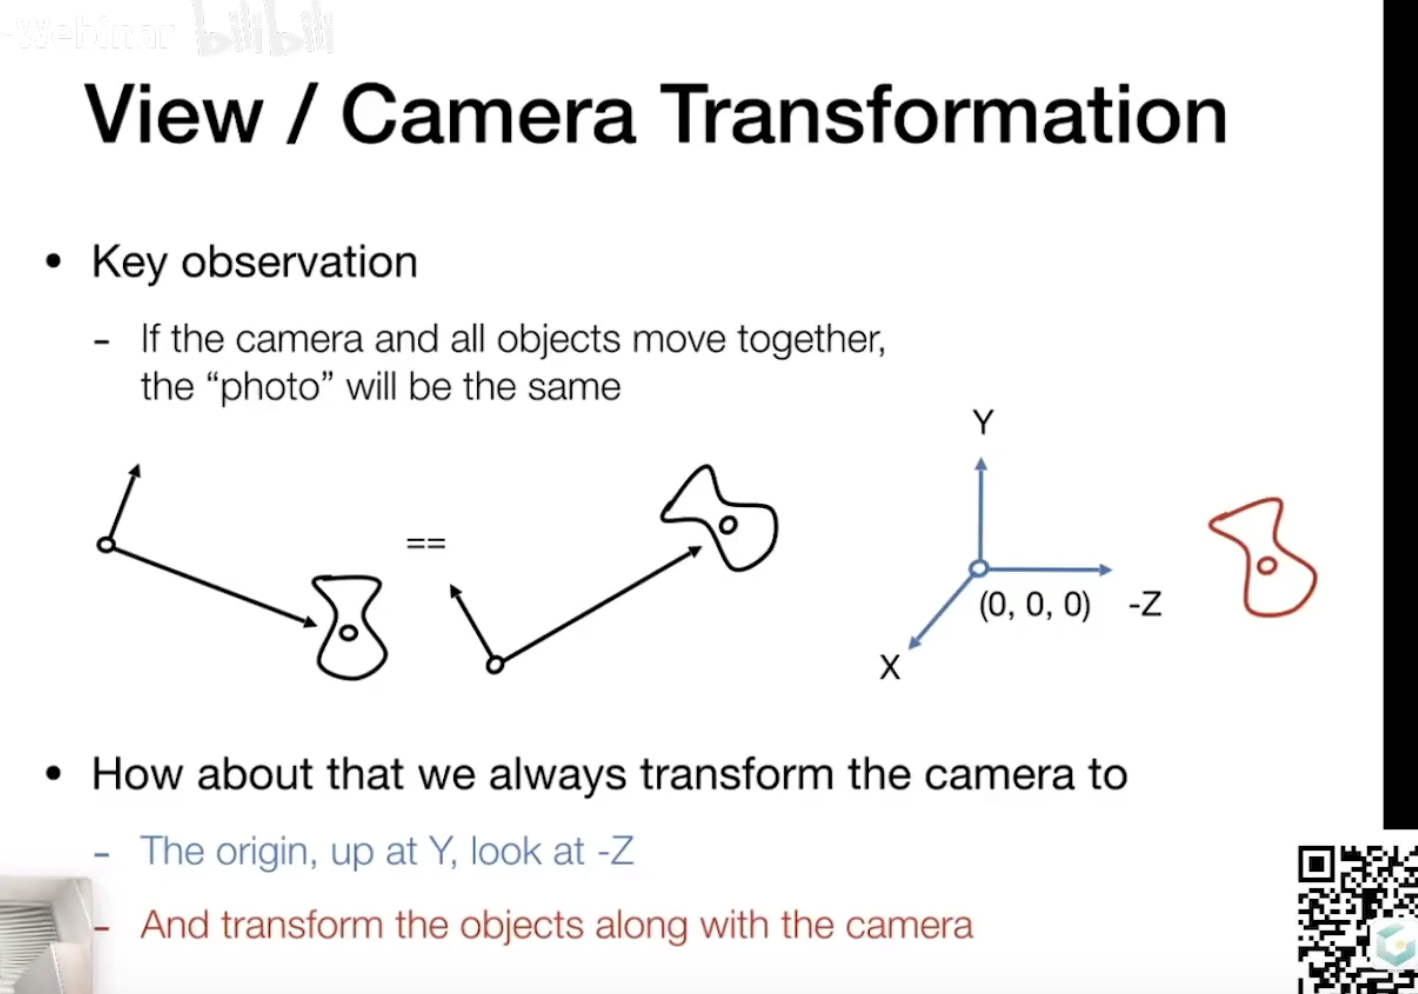 -Webinar bilibili
View / Camera Transformation
• Key observation
- If the camera and all objects move together,
the “photo” will be the same
Y
==
(0, 0, 0) -Z
X
• How about that we always transform the camera to
- The origin, up at Y, look at -Z
- And transform the objects along with the camera